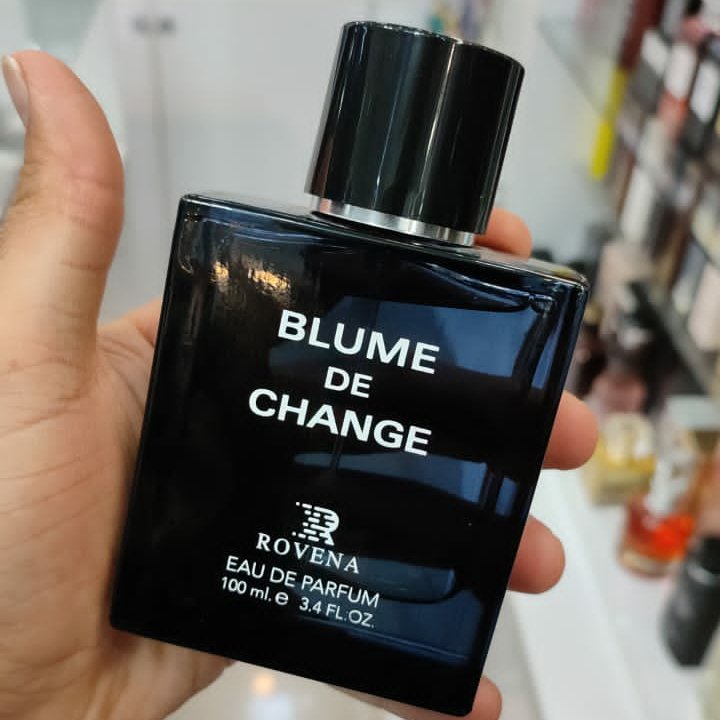 BLUME
DE
CHANGE
ROVENA
EAU DE PARFUM
100 ml. e 3.4 FL.OZ.